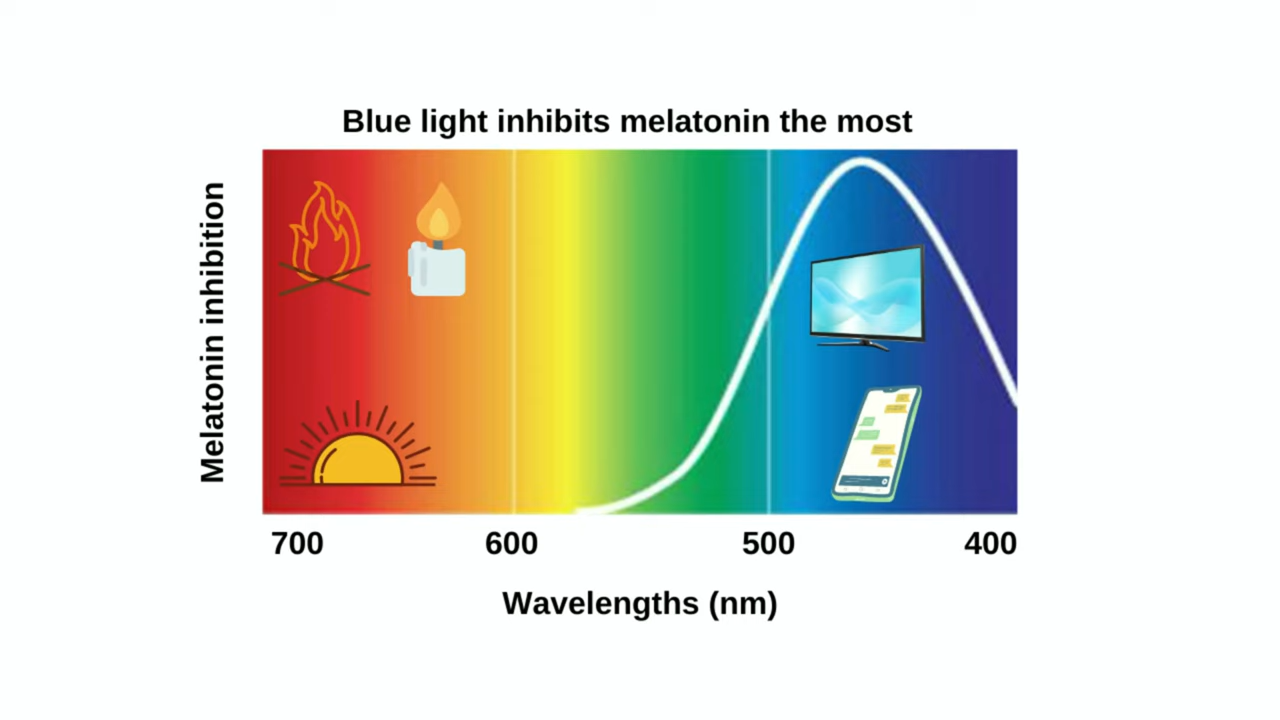 Blue light inhibits melatonin the most
Melatonin inhibition
700 600 500 400
Wavelengths (nm)